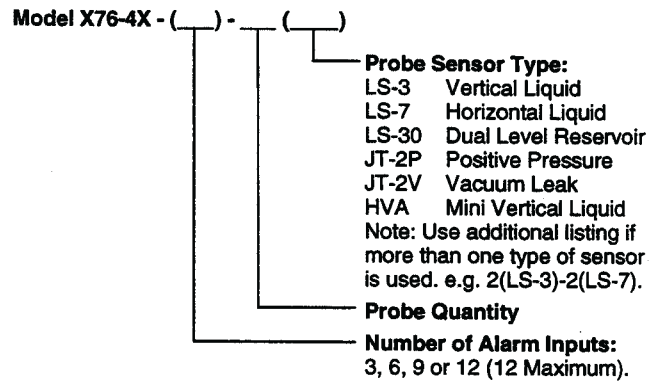 Model X76-4X - (___) - ___ (___)
Probe Sensor Type:
LS-3 Vertical Liquid
LS-7 Horizontal Liquid
LS-30 Dual Level Reservoir
JT-2P Positive Pressure
JT-2V Vacuum Leak
HVA Mini Vertical Liquid
Note: Use additional listing if
more than one type of sensor
is used. e.g. 2(LS-3)-2(LS-7).
Probe Quantity
Number of Alarm Inputs:
3, 6, 9 or 12 (12 Maximum).